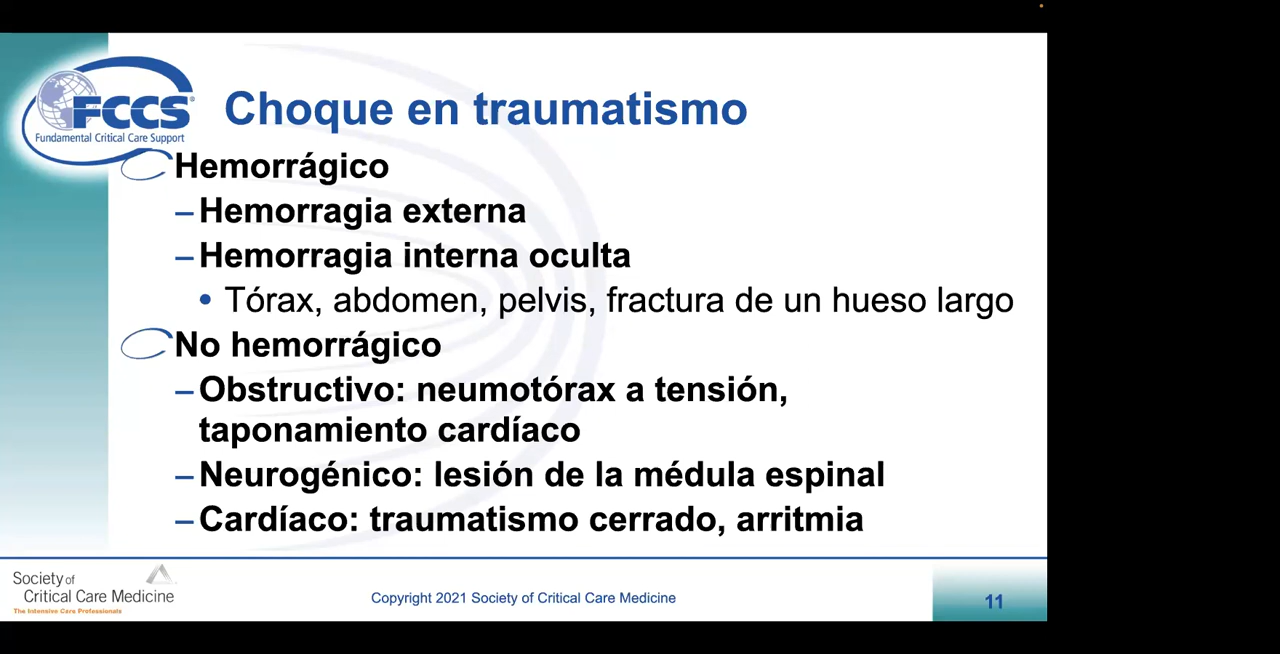 FCCS®
Fundamental Critical Care Support
Choque en traumatismo
Hemorrágico
–Hemorragia externa
–Hemorragia interna oculta
• Tórax, abdomen, pelvis, fractura de un hueso largo
No hemorrágico
–Obstructivo: neumotórax a tensión,
taponamiento cardíaco
–Neurogénico: lesión de la médula espinal
–Cardíaco: traumatismo cerrado, arritmia
Society of
Critical Care Medicine
The Intensive Care Professionals
Copyright 2021 Society of Critical Care Medicine
11